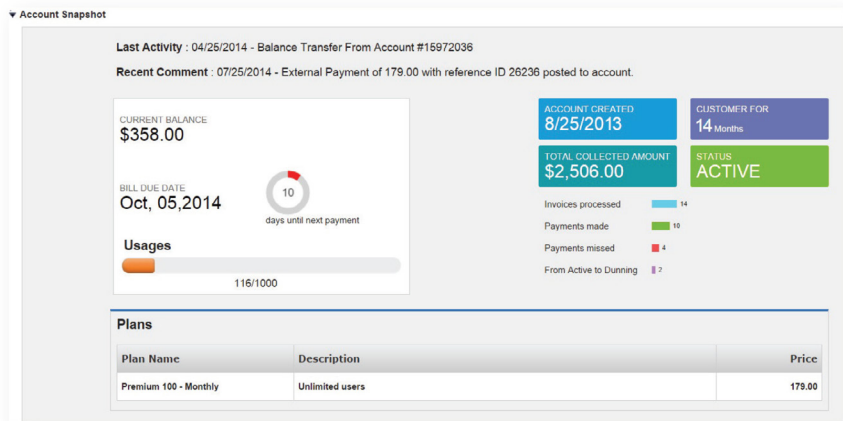 Account Snapshot
Last Activity : 04/25/2014 - Balance Transfer From Account #15972036
Recent Comment : 07/25/2014 - External Payment of 179.00 with reference ID 26236 posted to account.
CURRENT BALANCE
$358.00
BILL DUE DATE
Oct, 05,2014
10
days until next payment
Usages
116/1000
ACCOUNT CREATED
8/25/2013
CUSTOMER FOR
14 Months
TOTAL COLLECTED AMOUNT
$2,506.00
STATUS
ACTIVE
Invoices processed 14
Payments made 10
Payments missed 4
From Active to Dunning 2
Plans
Plan Name Description Price
Premium 100 - Monthly Unlimited users 179.00